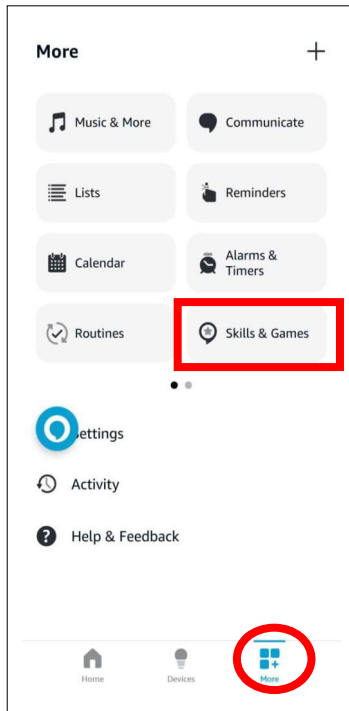 More
Music & More
Communicate
Lists
Reminders
Calendar
Alarms &
Timers
Routines
Skills & Games
ettings
Activity
Help & Feedback
Home
Devices
More